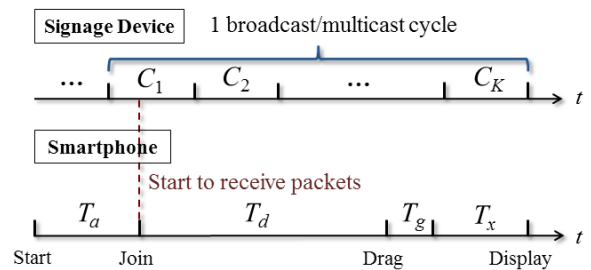 Signage Device
1 broadcast/multicast cycle
... C1 C2 ... CK
t
Smartphone
Start to receive packets
Ta Td Tg Tx
t
Start Join Drag Display